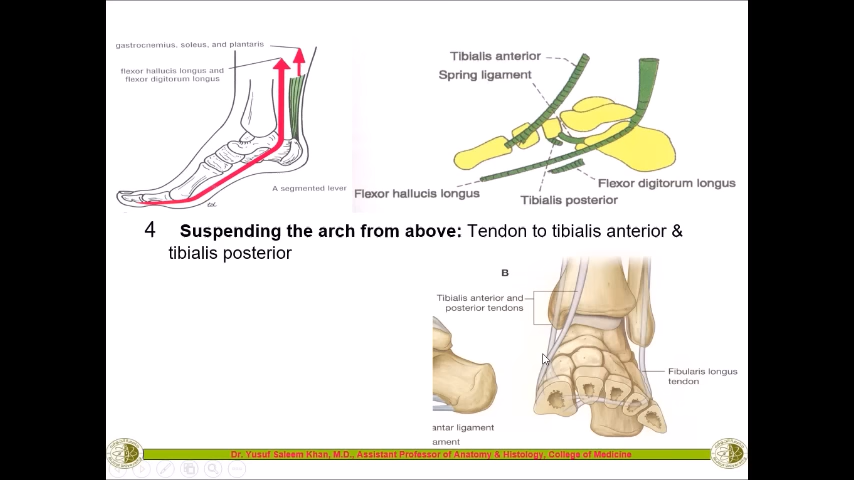 gastrocnemius, soleus, and plantaris
flexor hallucis longus and
flexor digitorum longus
A segmented lever
Tibialis anterior
Spring ligament
Flexor hallucis longus
Flexor digitorum longus
Tibialis posterior
4 Suspending the arch from above: Tendon to tibialis anterior &
tibialis posterior
B
Tibialis anterior and
posterior tendons
Fibularis longus
tendon
antar ligament
ament
Dr. Yusuf Saleem Khan, M.D., Assistant Professor of Anatomy & Histology, College of Medicine